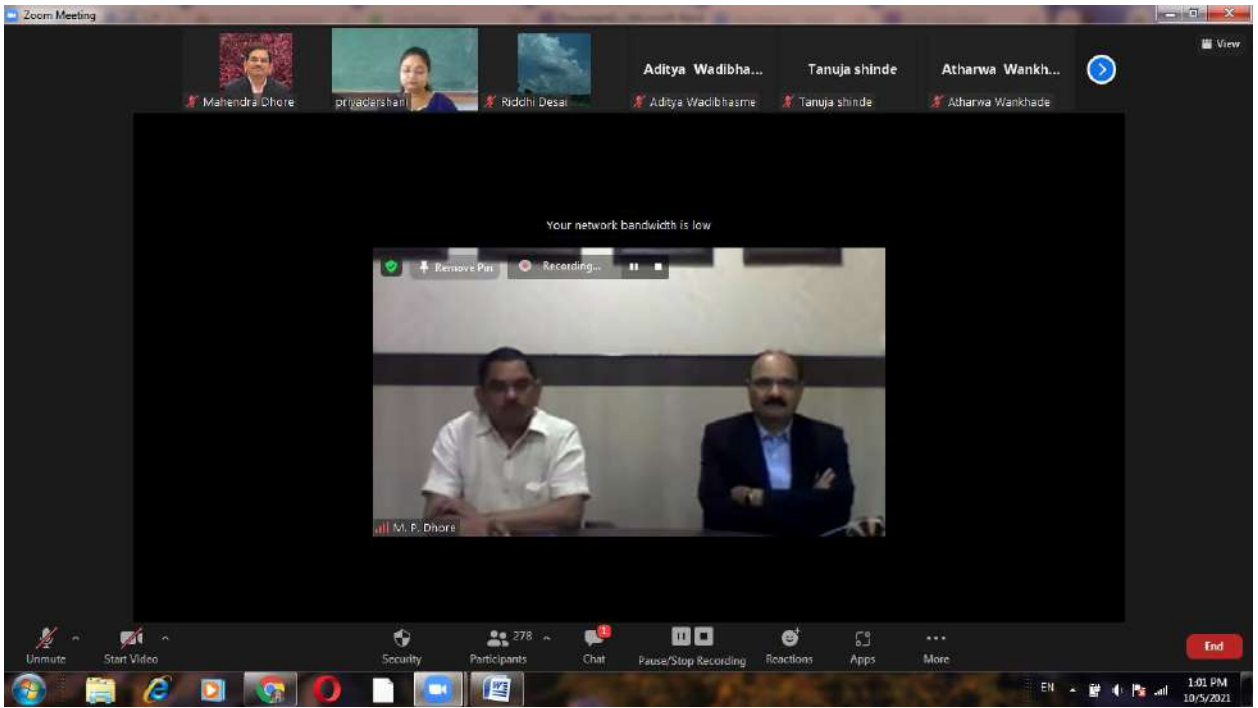 Zoom Meeting
View
Aditya Wadibha...
Tanuja shinde
Atharwa Wankh...
Mahendra Dhore
priyadarshani
Riddhi Desai
Aditya Wadibhasme
Tanuja shinde
Atharwa Wankhade
Your network bandwidth is low
Remove Pin
Recording...
M. P. Dhore
278
1
Unmute
Start Video
Security
Participants
Chat
Pause/Stop Recording
Reactions
Apps
More
End
EN
1:01 PM
10/5/2021